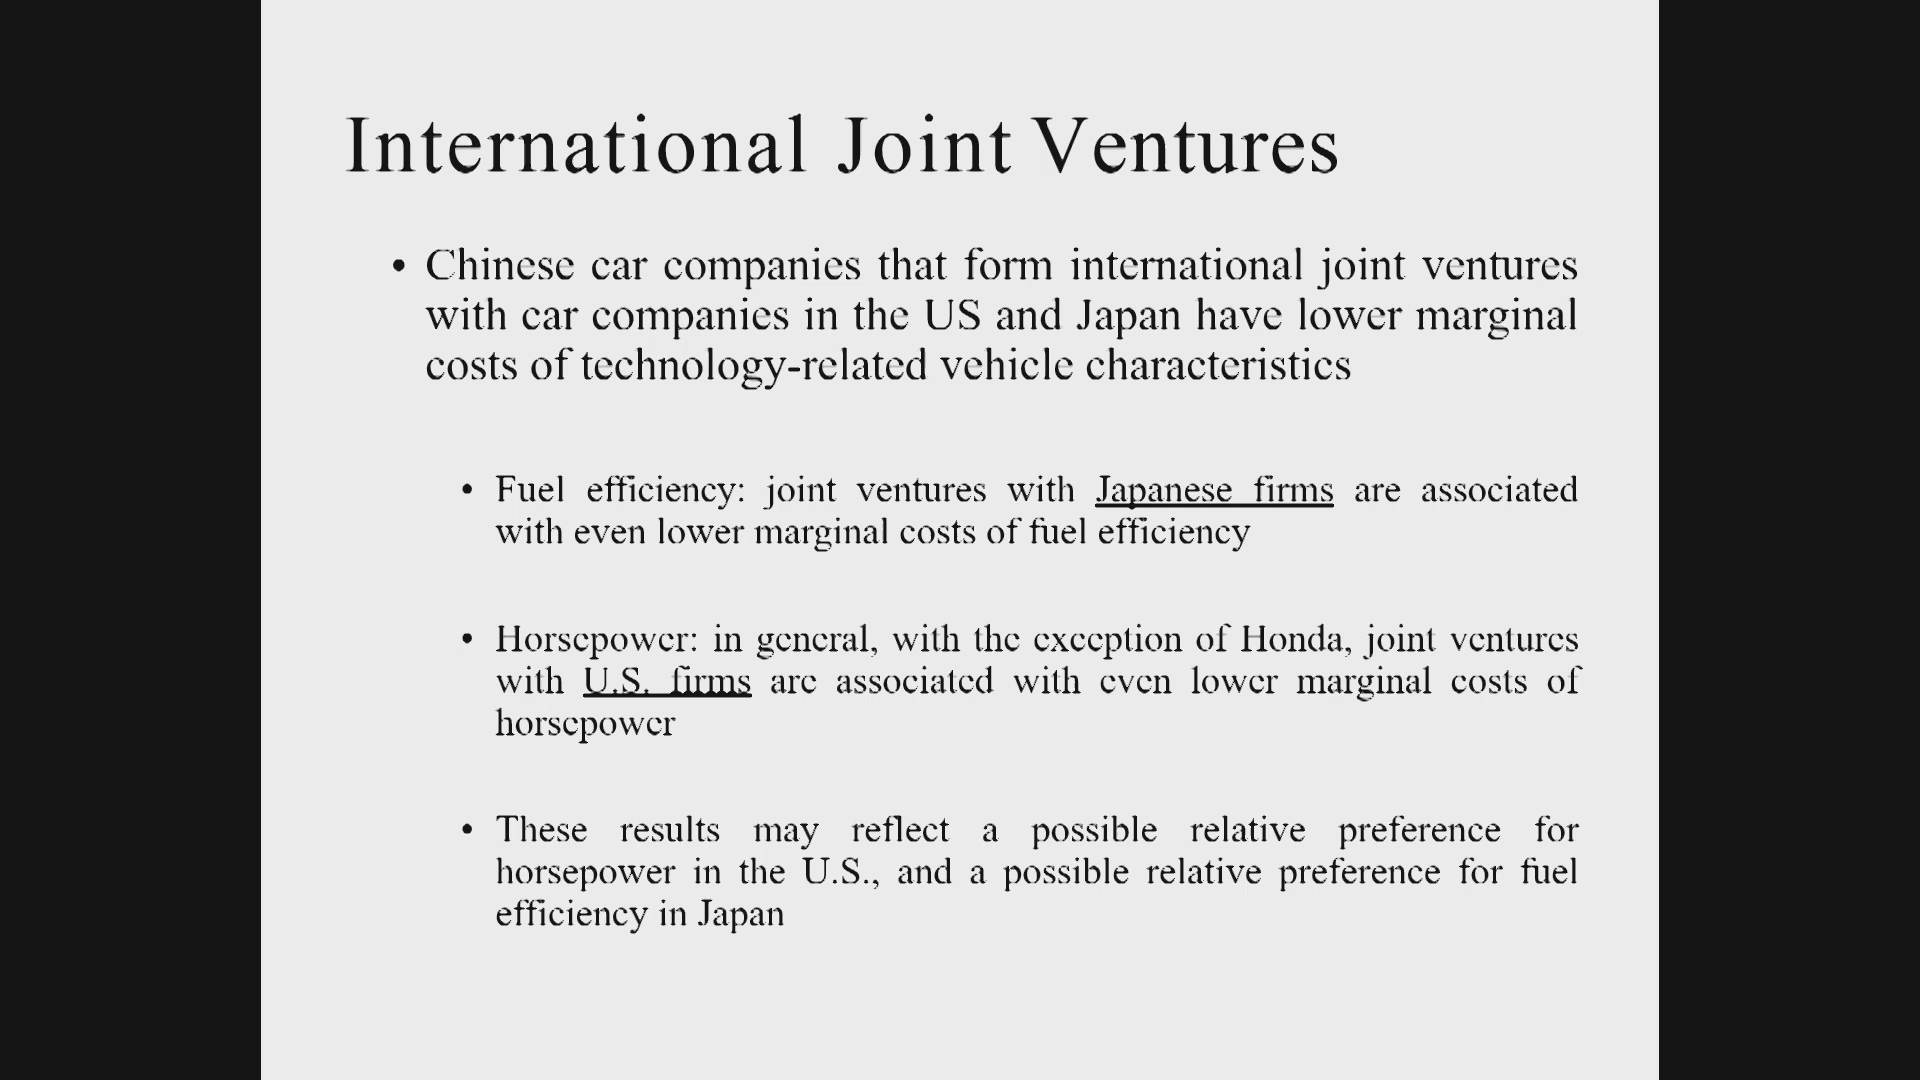 International Joint Ventures
• Chinese car companies that form international joint ventures
with car companies in the US and Japan have lower marginal
costs of technology-related vehicle characteristics
• Fuel efficiency: joint ventures with Japanese firms are associated
with even lower marginal costs of fuel efficiency
• Horsepower: in general, with the exception of Honda, joint ventures
with U.S. firms are associated with even lower marginal costs of
horsepower
• These results may reflect a possible relative preference for
horsepower in the U.S., and a possible relative preference for fuel
efficiency in Japan